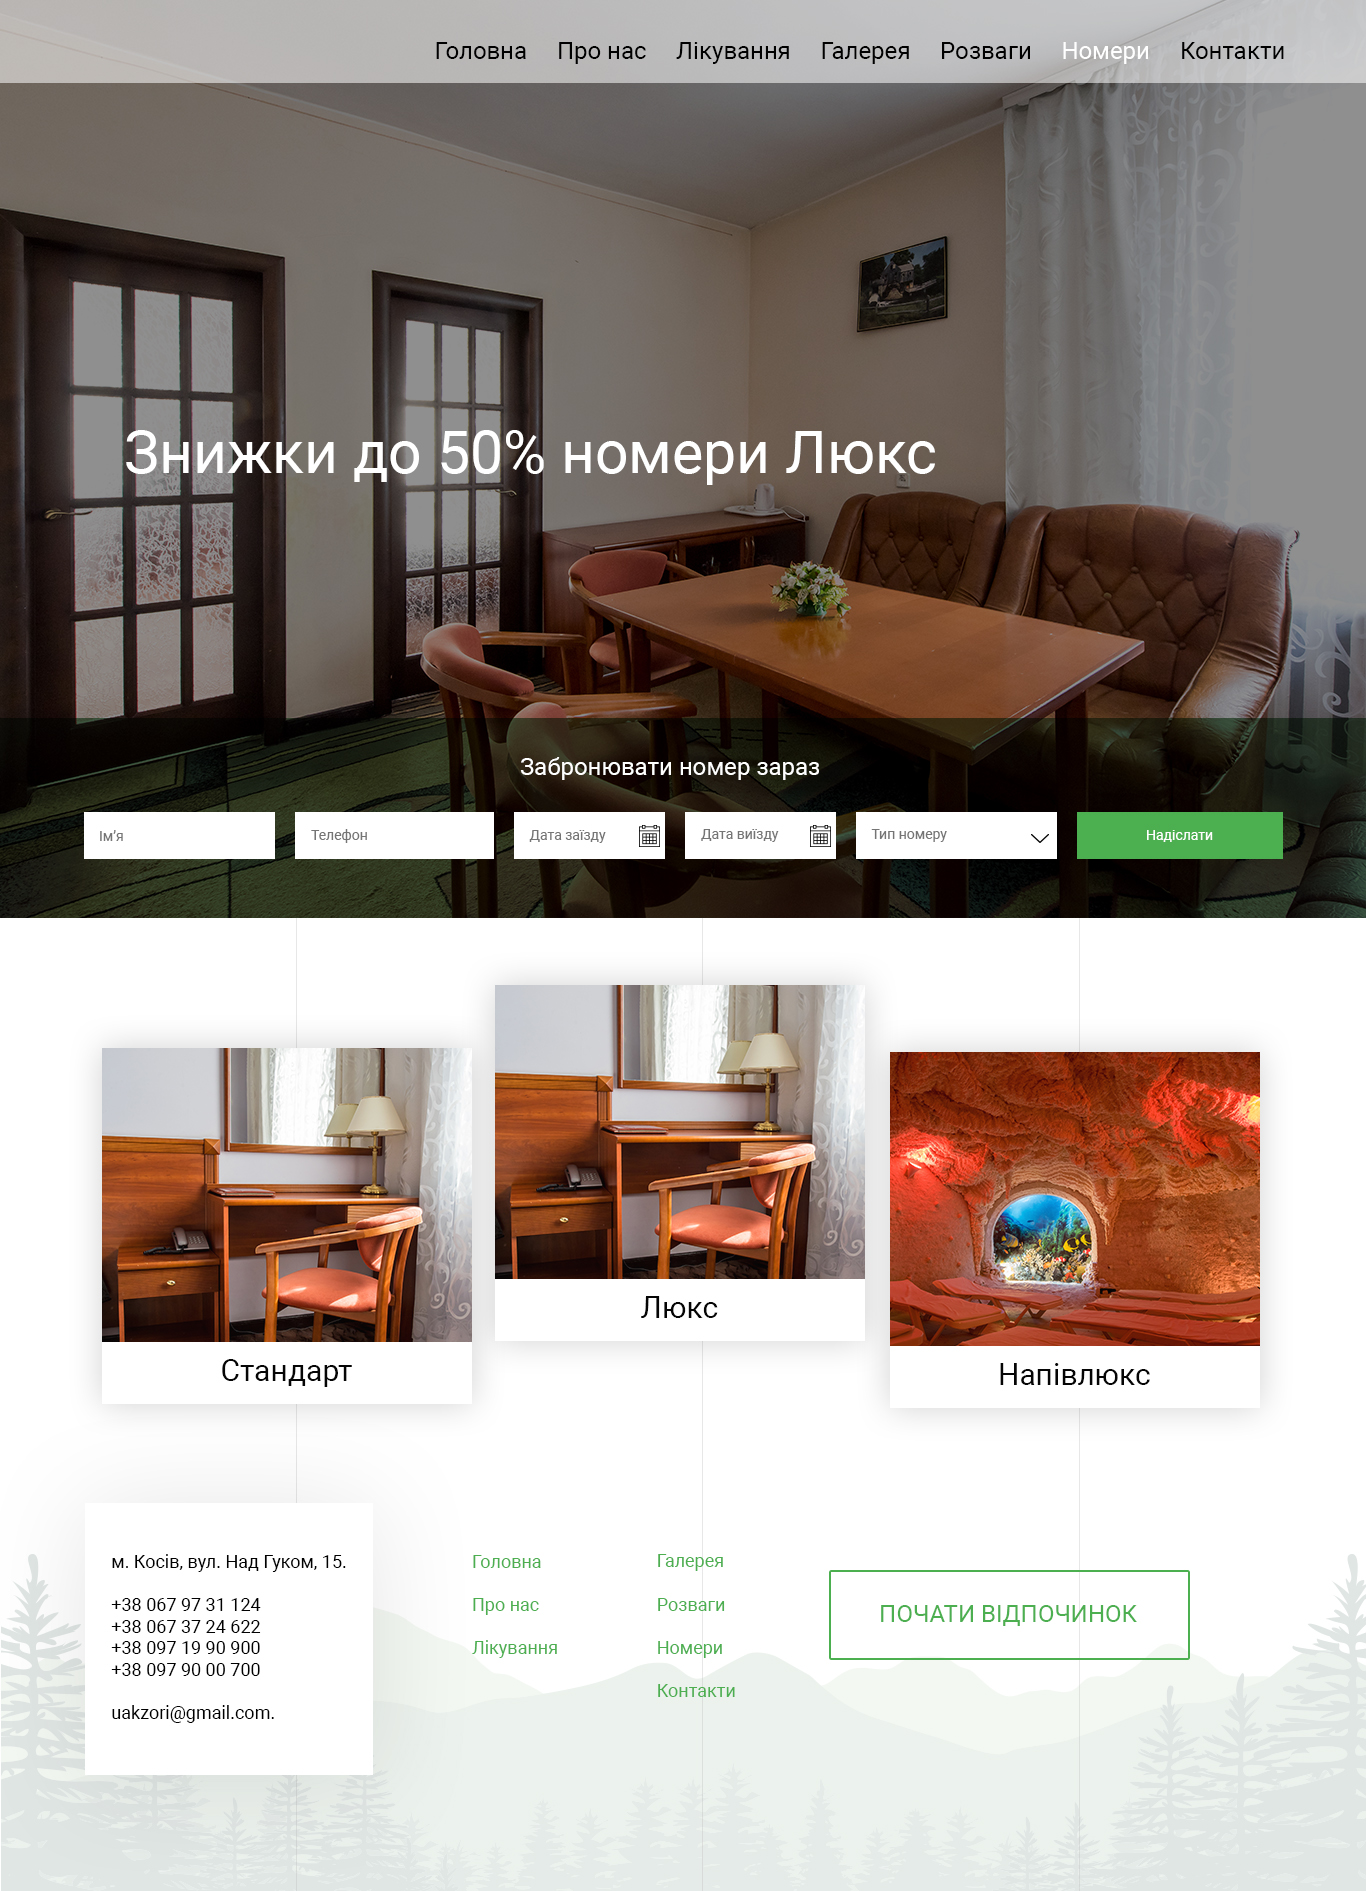 Головна Про нас Лікування Галерея Розваги Номери Контакти
Знижки до 50% номери Люкс
Забронювати номер зараз
Ім'я Телефон Дата заїзду Дата виїзду Тип номеру Надіслати
Стандарт
Люкс
Напівлюкс
м. Косів, вул. Над Гуком, 15.
+38 067 97 31 124
+38 067 37 24 622
+38 097 19 90 900
+38 097 90 00 700
uakzori@gmail.com.
Головна
Про нас
Лікування
Галерея
Розваги
Номери
Контакти
ПОЧАТИ ВІДПОЧИНОК